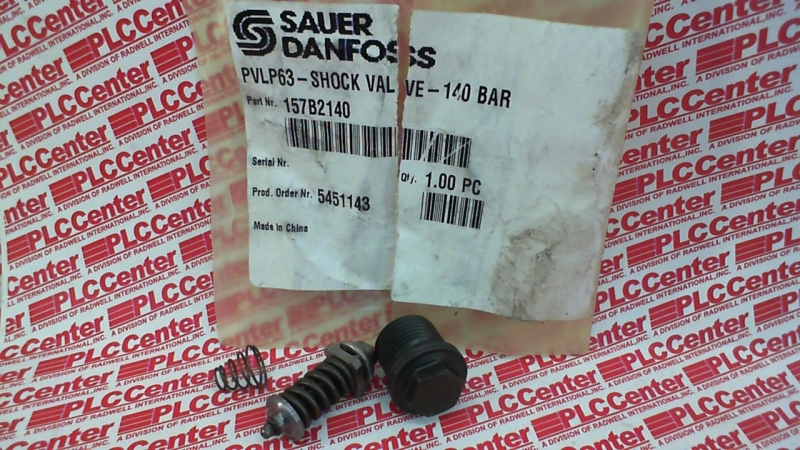 SAUER
DANFOSS
PVLP63-SHOCK VALVE-140 BAR
Part Nr. 157B2140
Serial Nr.
Qty. 1.00 PC
Prod. Order Nr. 5451143
Made in China
PLCCenter
A DIVISION OF RADWELL INTERNATIONAL, INC.